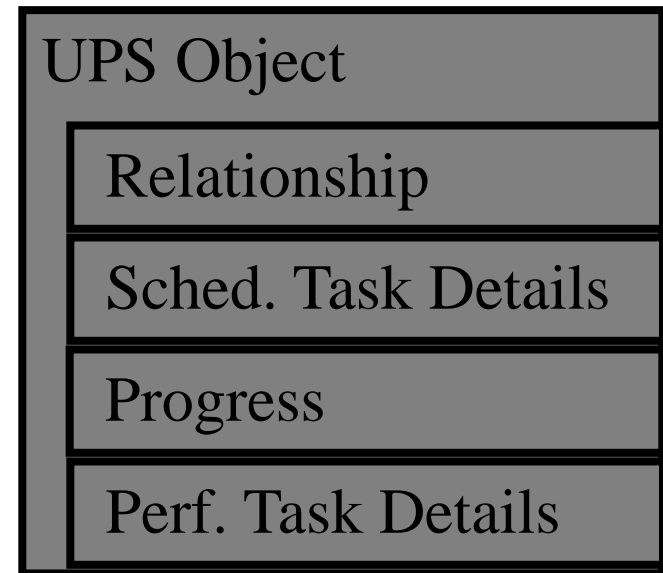 UPS Object
Relationship
Sched. Task Details
Progress
Perf. Task Details